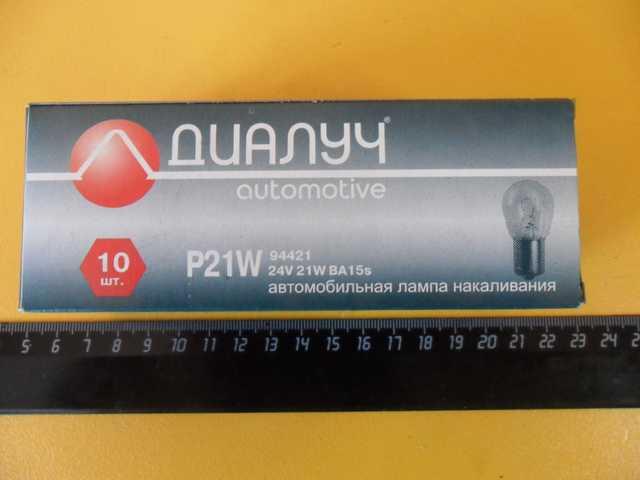 ДИАЛУЧ®
automotive
10
шт.
P21W
94421
24V 21W BA15s
автомобильная лампа накаливания
5 6 7 8 9 10 11 12 13 14 15 16 17 18 19 20 21 22 23 24 2